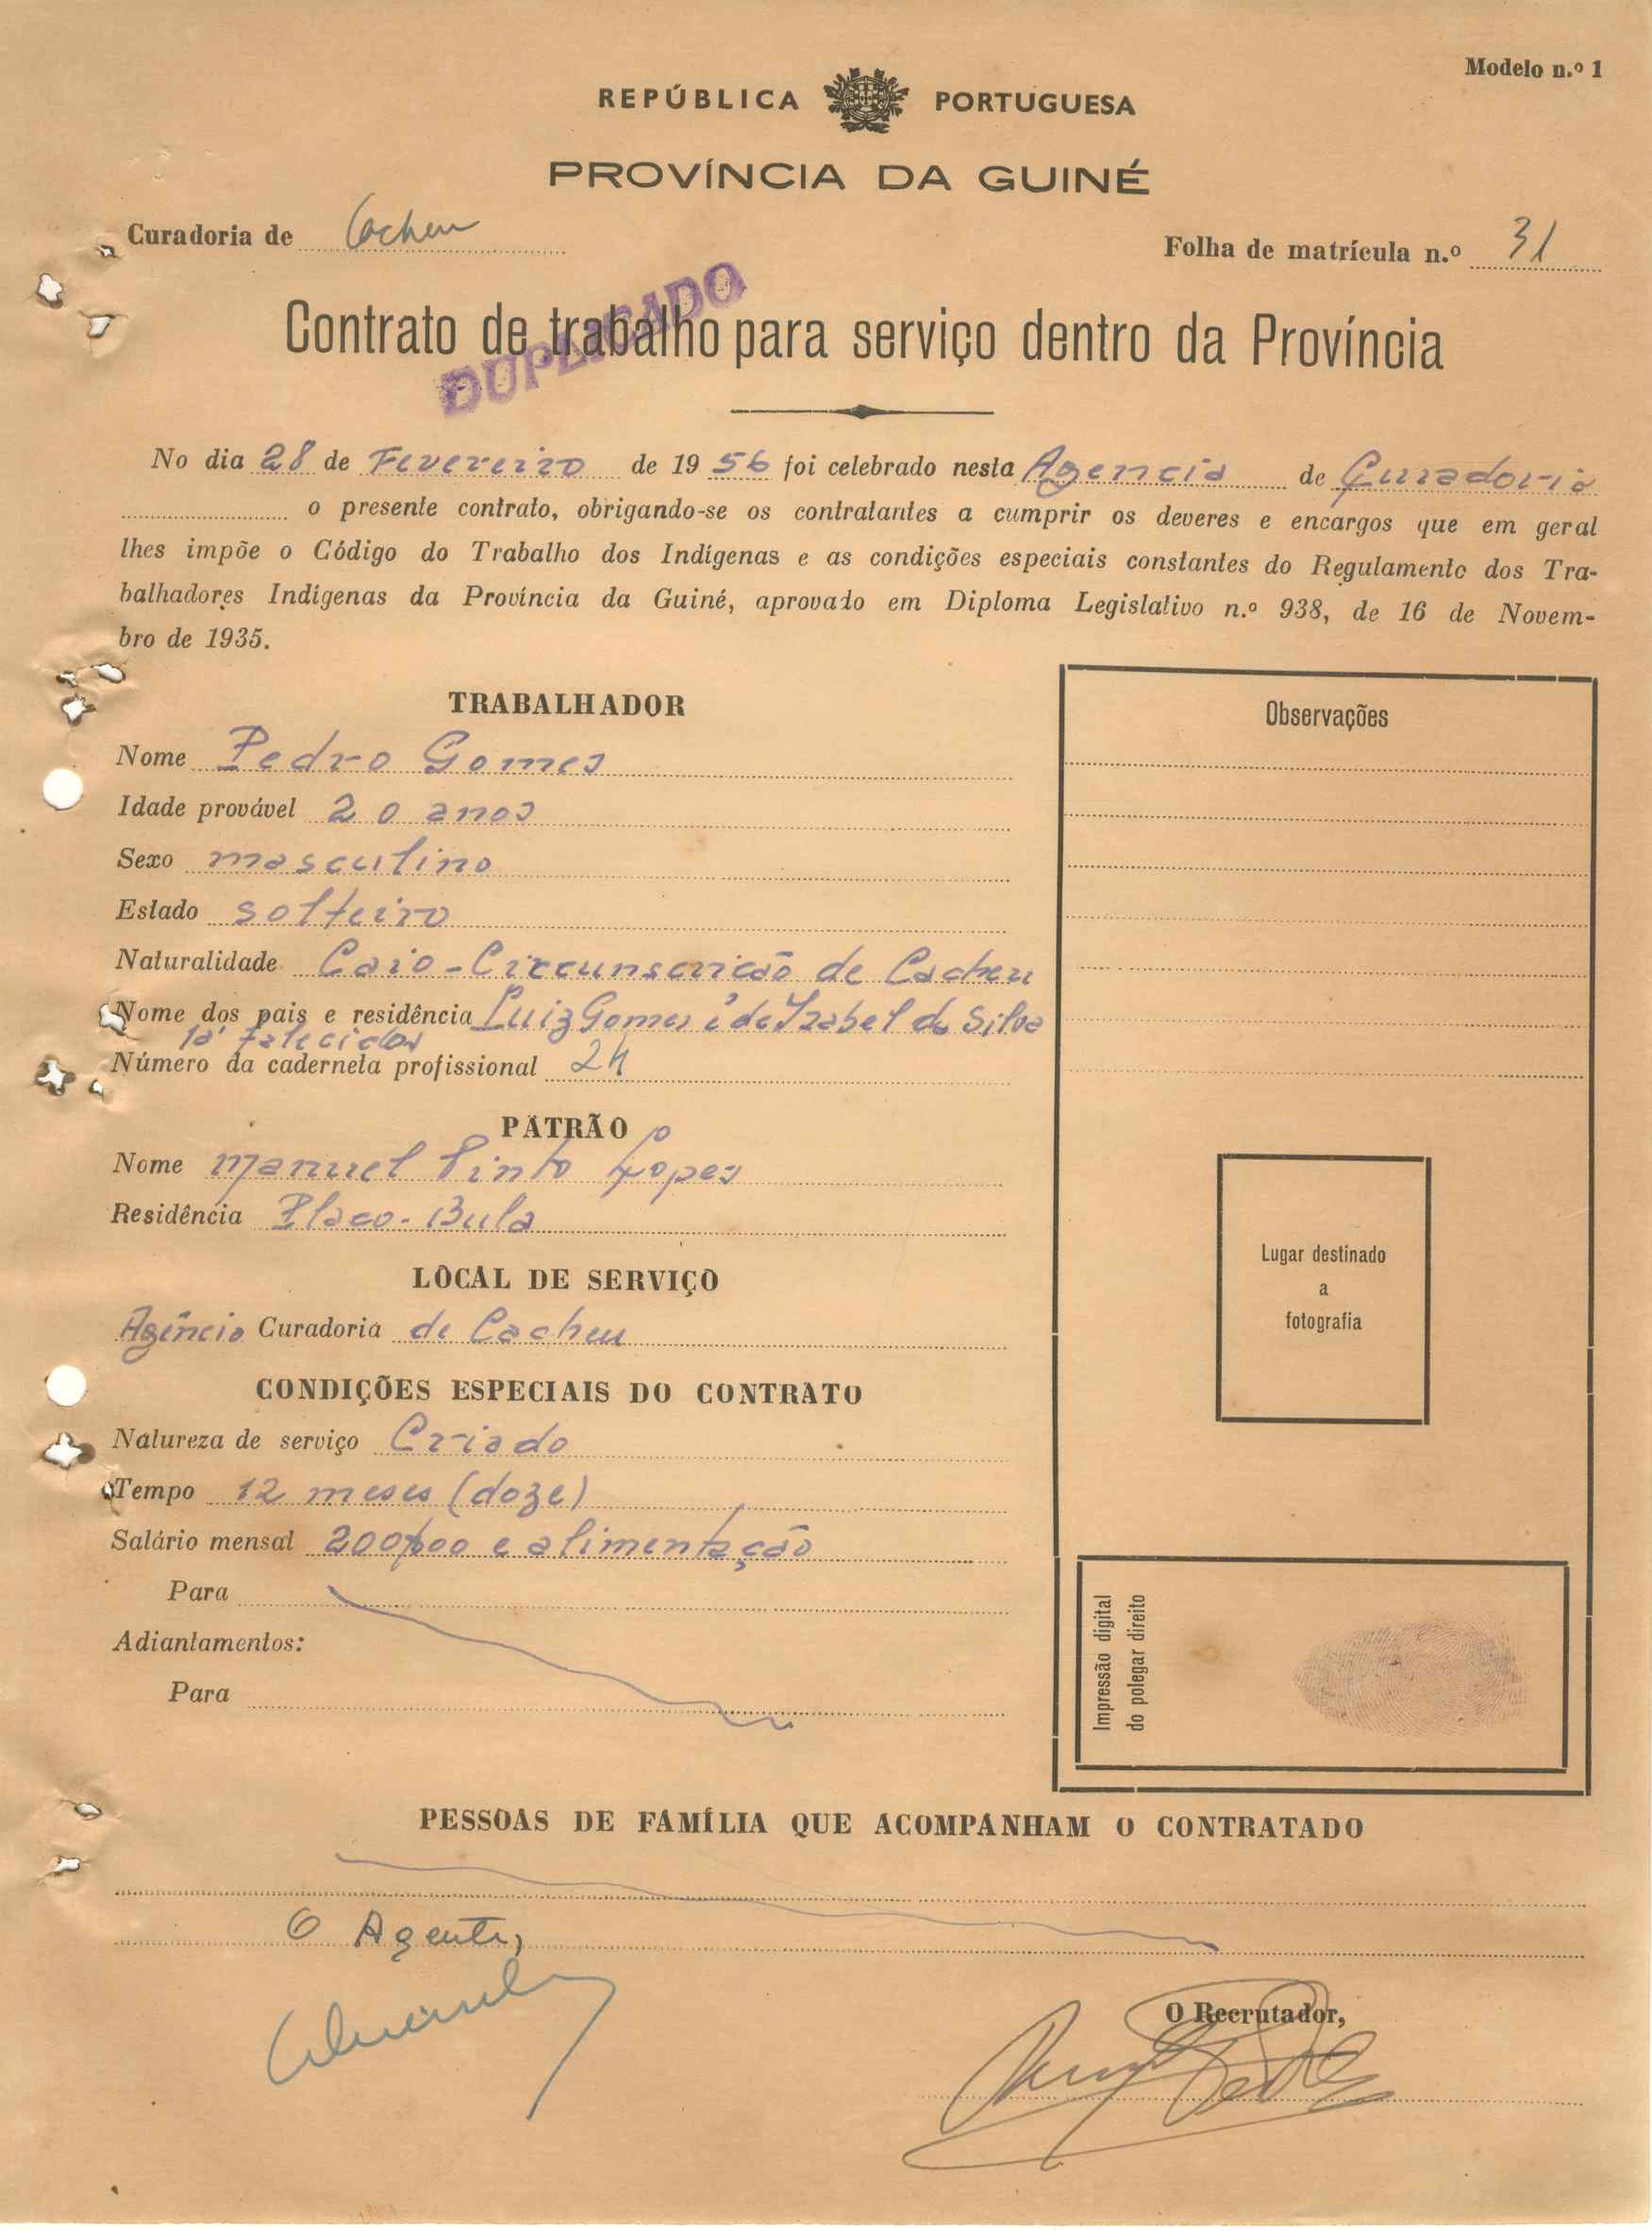 Modelo n.º 1
REPÚBLICA PORTUGUESA
PROVÍNCIA DA GUINÉ
Curadoria de Cacheu
Folha de matrícula n.º 31
DUPLICADO
Contrato de trabalho para serviço dentro da Província
No dia 28 de Fevereiro de 1956 foi celebrado nesta Agencia de Curadoria
o presente contrato, obrigando-se os contratantes a cumprir os deveres e encargos que em geral
lhes impõe o Código do Trabalho dos Indígenas e as condições especiais constantes do Regulamento dos Tra-
balhadores Indígenas da Província da Guiné, aprovado em Diploma Legislativo n.º 938, de 16 de Novem-
bro de 1935.
TRABALHADOR
Nome Pedro Gomes
Idade provável 20 anos
Sexo masculino
Estado solteiro
Naturalidade Caio - Circunscricão de Cacheu
Nome dos pais e residência Luiz Gomes e de Izabel da Silva
já falecidos
Número da caderneta profissional 24
PATRÃO
Nome Manuel Pinto Lopes
Residência Placo - Bula
LOCAL DE SERVIÇO
Agência Curadoria de Cacheu
CONDIÇÕES ESPECIAIS DO CONTRATO
Natureza de serviço Criado
Tempo 12 meses (doze)
Salário mensal 200$00 e alimentação
Para
Adiantamentos:
Para
Observações
Lugar destinado
a
fotografia
Impressão digital
do polegar direito
PESSOAS DE FAMÍLIA QUE ACOMPANHAM O CONTRATADO
O Agente,
O Recrutador,